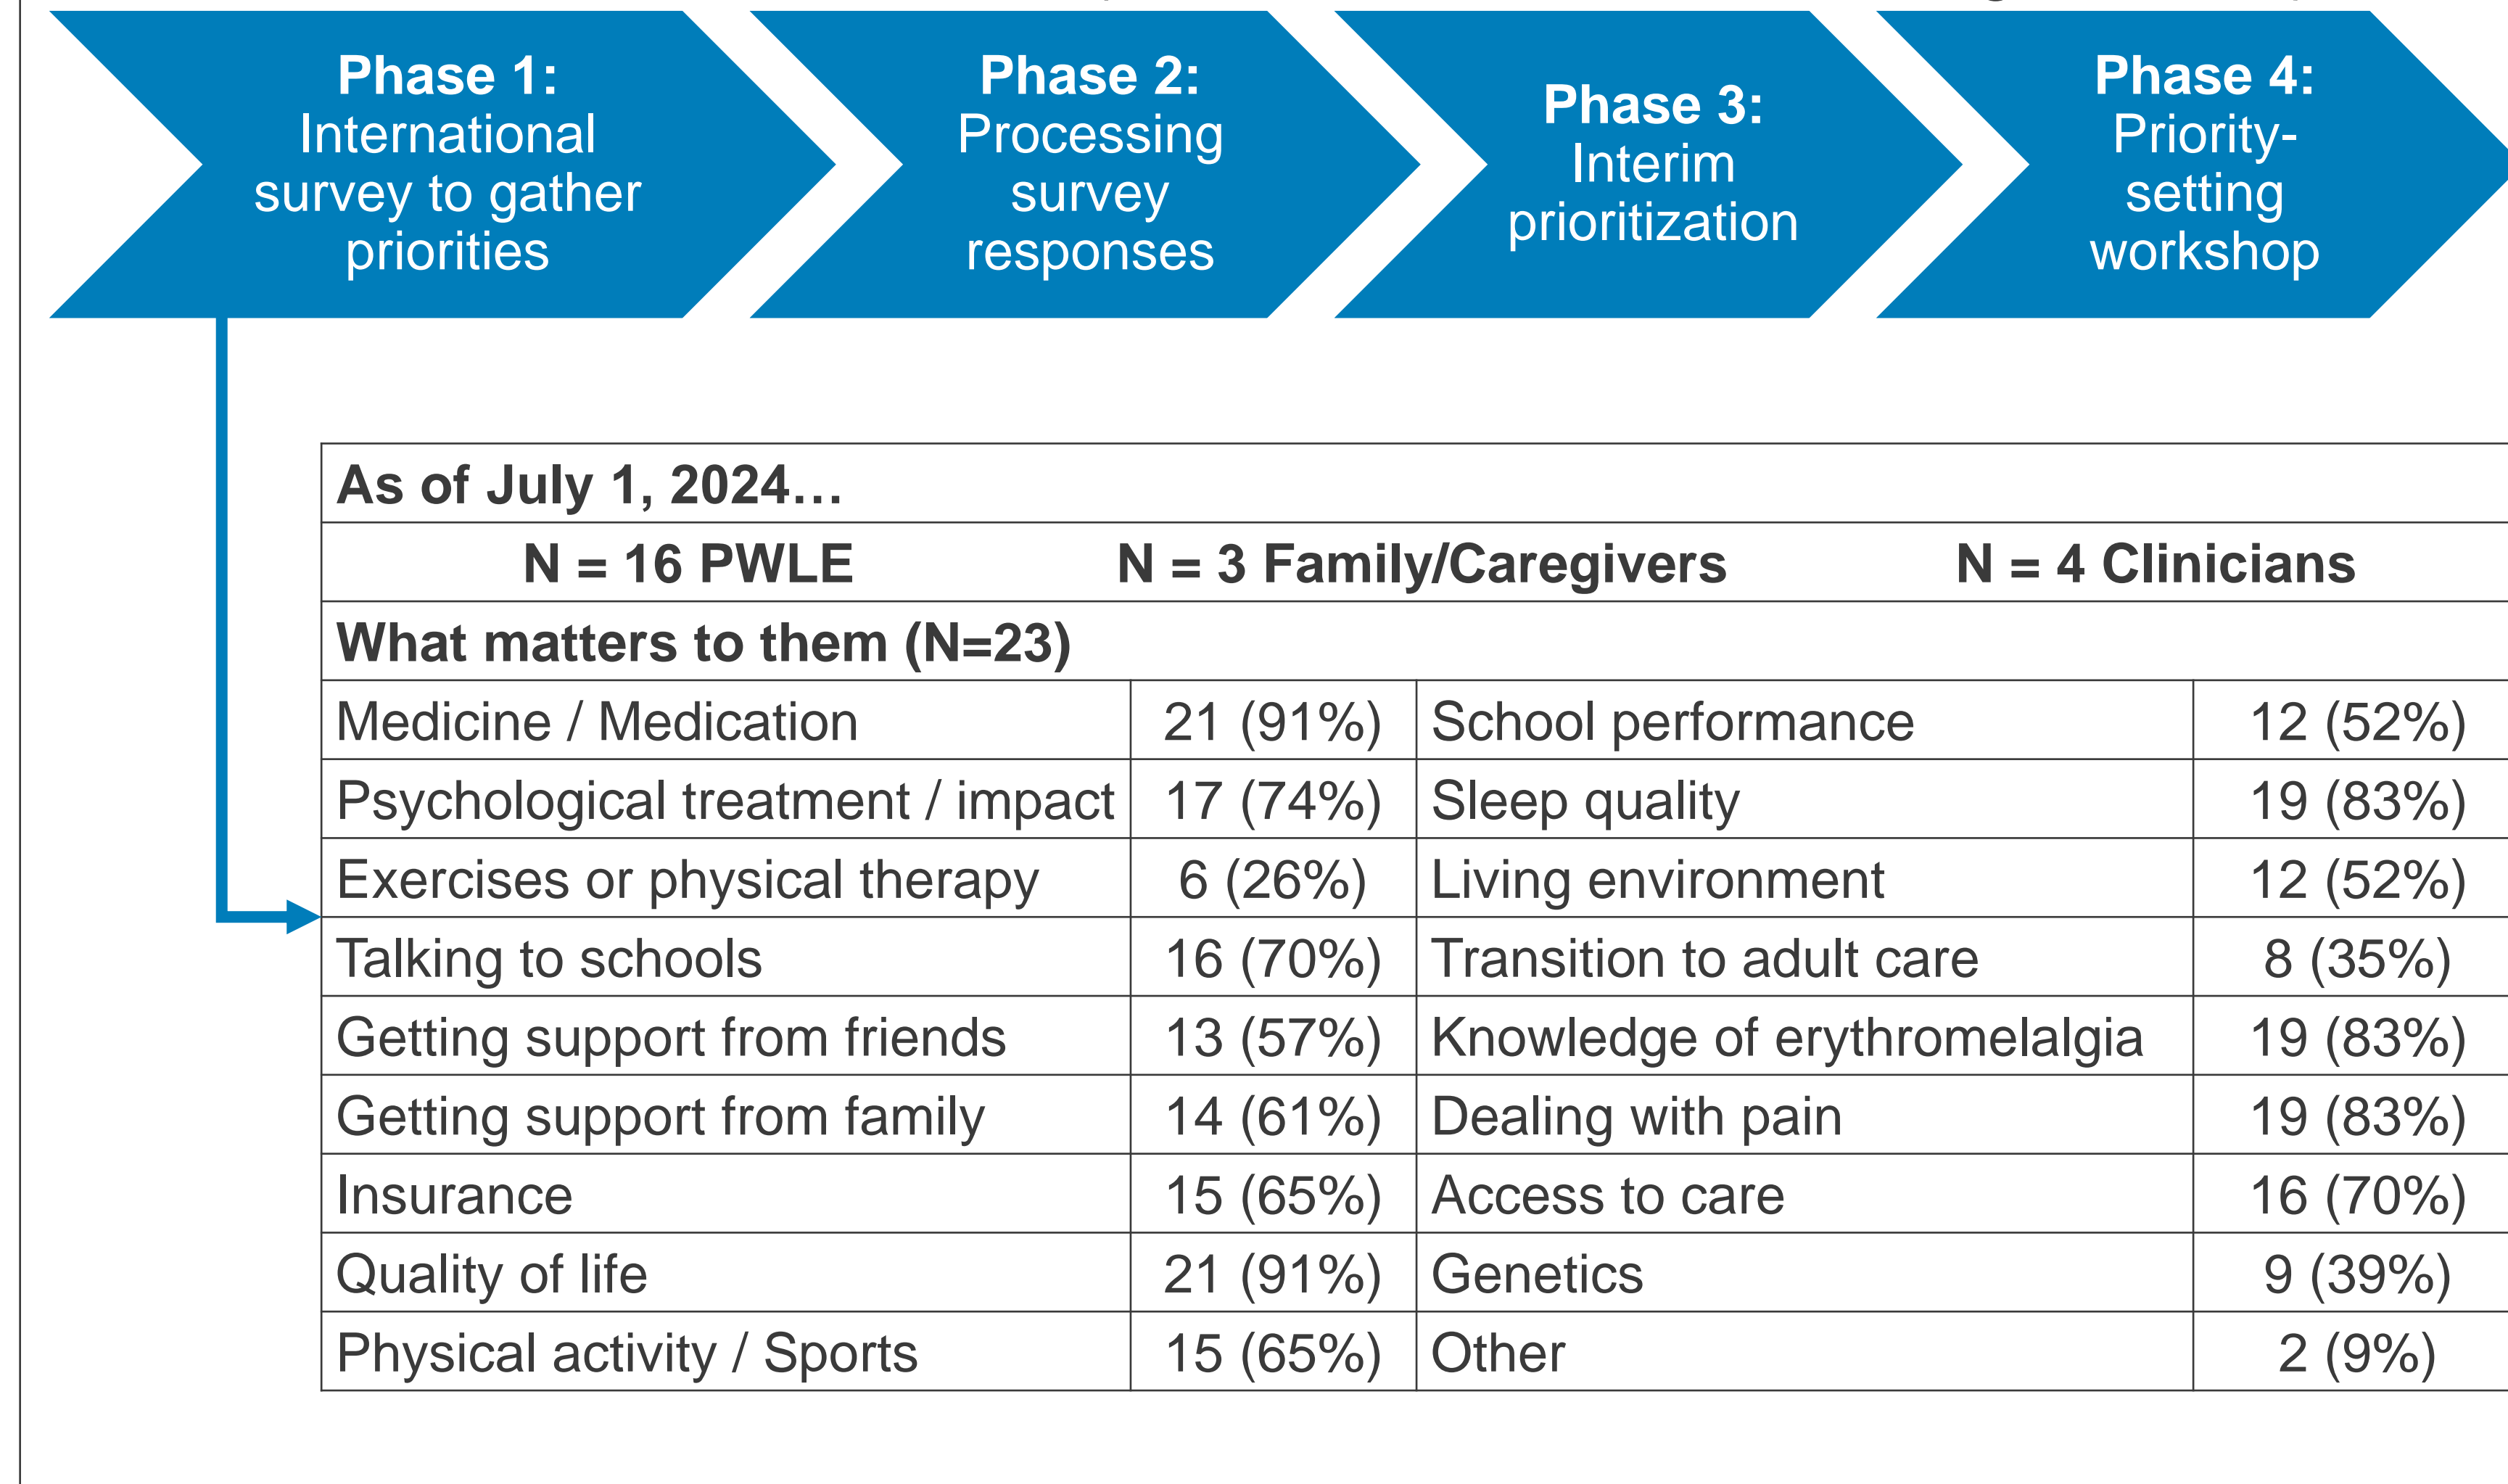 Phase 1:
International
survey to gather
priorities
Phase 2:
Processing
survey
responses
Phase 3:
Interim
prioritization
Phase 4:
Priority-
setting
workshop
As of July 1, 2024…
N = 16 PWLE N = 3 Family/Caregivers N = 4 Clinicians
What matters to them (N=23)
Medicine / Medication 21 (91%) School performance 12 (52%)
Psychological treatment / impact 17 (74%) Sleep quality 19 (83%)
Exercises or physical therapy 6 (26%) Living environment 12 (52%)
Talking to schools 16 (70%) Transition to adult care 8 (35%)
Getting support from friends 13 (57%) Knowledge of erythromelalgia 19 (83%)
Getting support from family 14 (61%) Dealing with pain 19 (83%)
Insurance 15 (65%) Access to care 16 (70%)
Quality of life 21 (91%) Genetics 9 (39%)
Physical activity / Sports 15 (65%) Other 2 (9%)